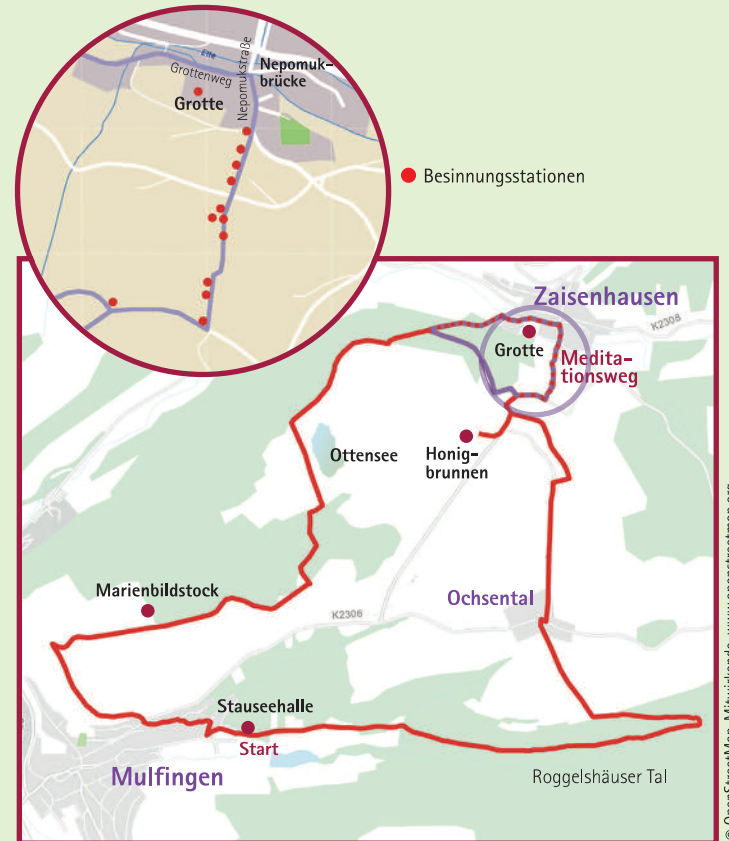 Elle
Nepomukstraße
Nepomuk-
brücke
Grottenweg
Grotte
Besinnungsstationen
Zaisenhausen
K2308
Grotte
Medita-
tionsweg
Ottensee
Honig-
brunnen
Marienbildstock
Ochsental
K2306
Stauseehalle
Start
Mulfingen
Roggelshäuser Tal
© OpenStreetMap Mitwirkende, www.openstreetmap.org